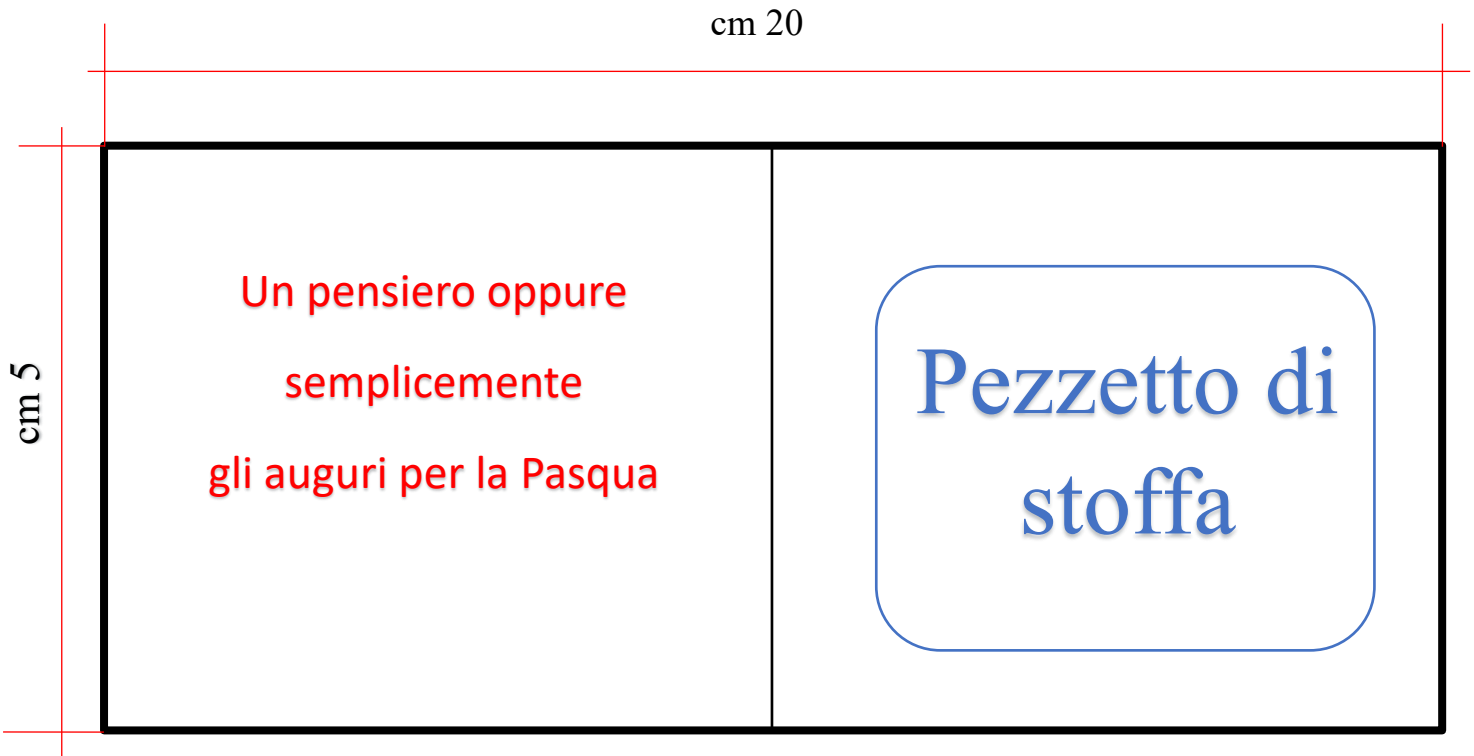 cm 20
cm 5
Un pensiero oppure
semplicemente
gli auguri per la Pasqua
Pezzetto di
stoffa